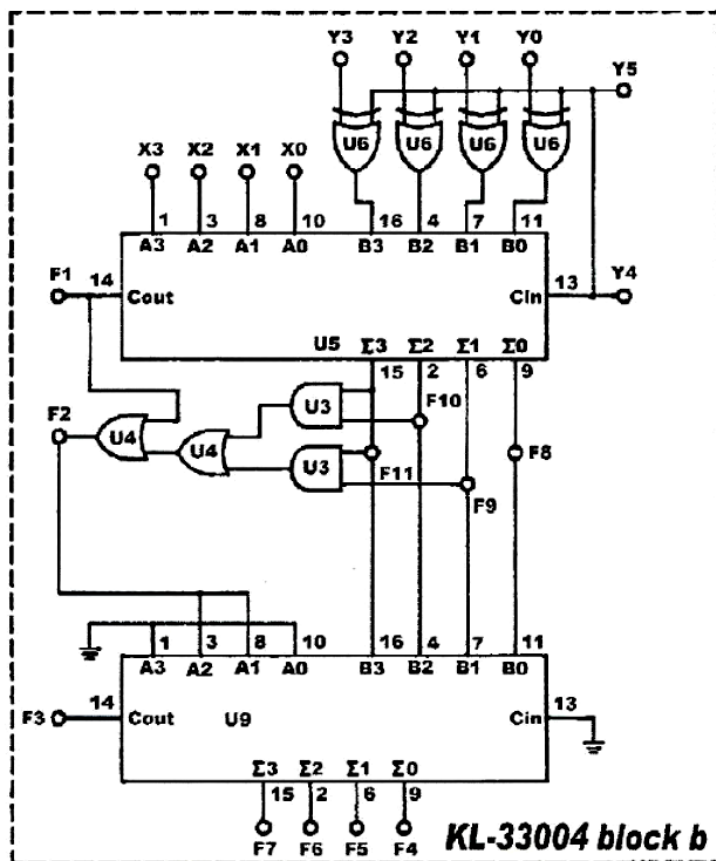 Y3 Y2 Y1 Y0
Y5
U6 U6 U6 U6
X3 X2 X1 X0
1 3 8 10 16 4 7 11
A3 A2 A1 A0 B3 B2 B1 B0
F1 14 Cout Cin 13 Y4
U5 Σ3 Σ2 Σ1 Σ0
15 2 6 9
U3 F10
F2 U4 U4
U3 F11 F8
F9
1 3 8 10 16 4 7 11
A3 A2 A1 A0 B3 B2 B1 B0
F3 14 Cout U9 Cin 13
Σ3 Σ2 Σ1 Σ0
15 2 6 9
F7 F6 F5 F4
KL-33004 block b